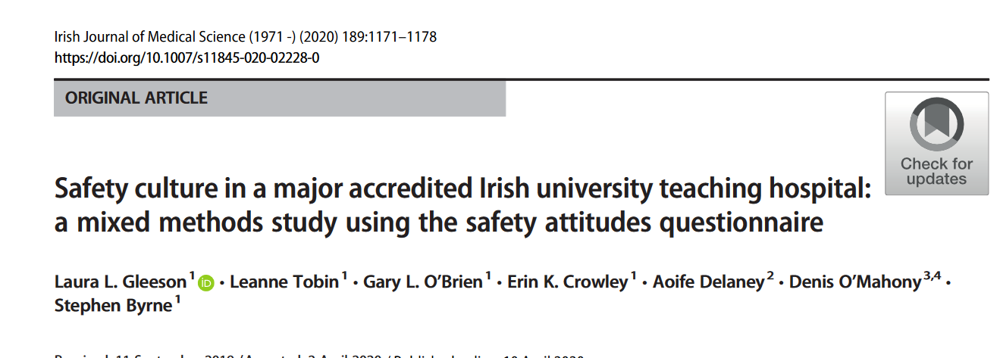 Irish Journal of Medical Science (1971 -) (2020) 189:1171–1178
https://doi.org/10.1007/s11845-020-02228-0
ORIGINAL ARTICLE
Check for
updates
Safety culture in a major accredited Irish university teaching hospital:
a mixed methods study using the safety attitudes questionnaire
Laura L. Gleeson 1 iD · Leanne Tobin 1 · Gary L. O’Brien 1 · Erin K. Crowley 1 · Aoife Delaney 2 · Denis O’Mahony 3,4 ·
Stephen Byrne 1